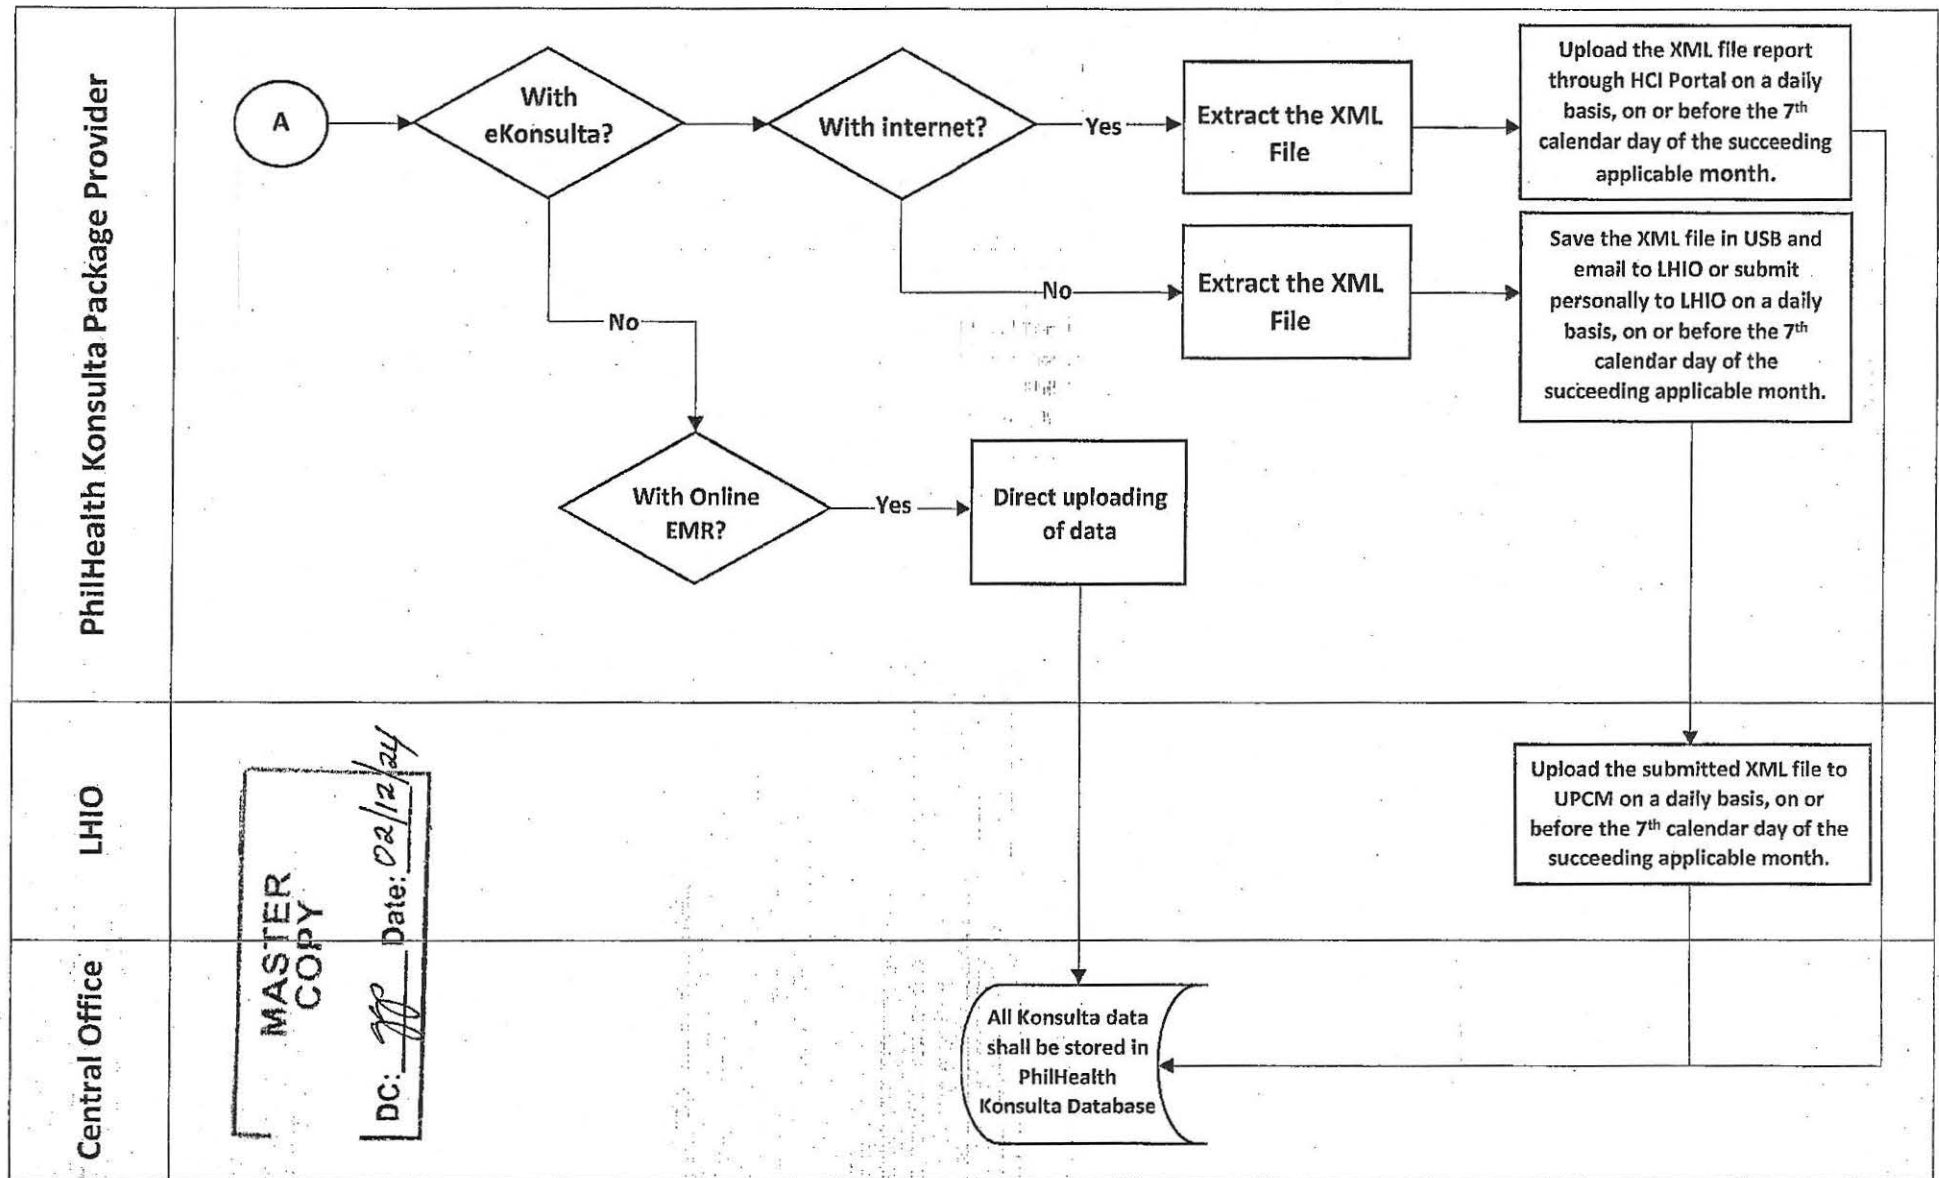 PhilHealth Konsulta Package Provider
A
With
eKonsulta?
With internet?
Yes
Extract the XML
File
Upload the XML file report
through HCI Portal on a daily
basis, on or before the 7th
calendar day of the succeeding
applicable month.
No
Extract the XML
File
Save the XML file in USB and
email to LHIO or submit
personally to LHIO on a daily
basis, on or before the 7th
calendar day of the
succeeding applicable month.
No
With Online
EMR?
Yes
Direct uploading
of data
LHIO
Upload the submitted XML file to
UPCM on a daily basis, on or
before the 7th calendar day of the
succeeding applicable month.
MASTER
COPY
DC: Date: 02/12/24
Central Office
All Konsulta data
shall be stored in
PhilHealth
Konsulta Database